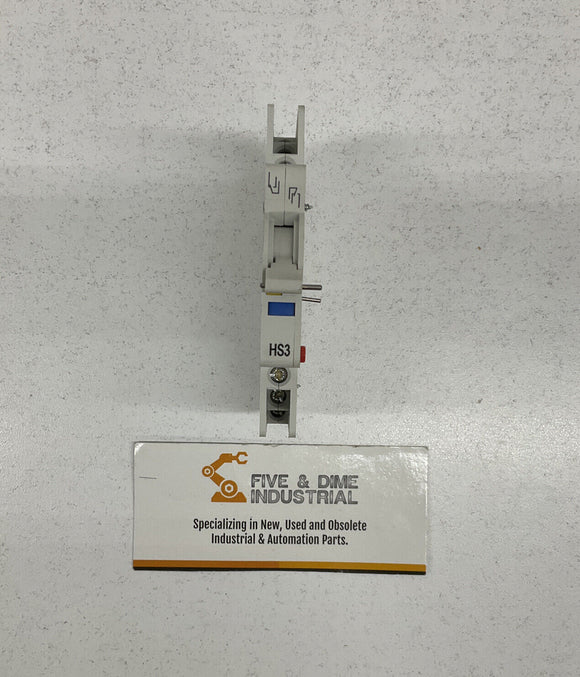 HS3
FIVE & DIME
INDUSTRIAL
Specializing in New, Used and Obsolete
Industrial & Automation Parts.